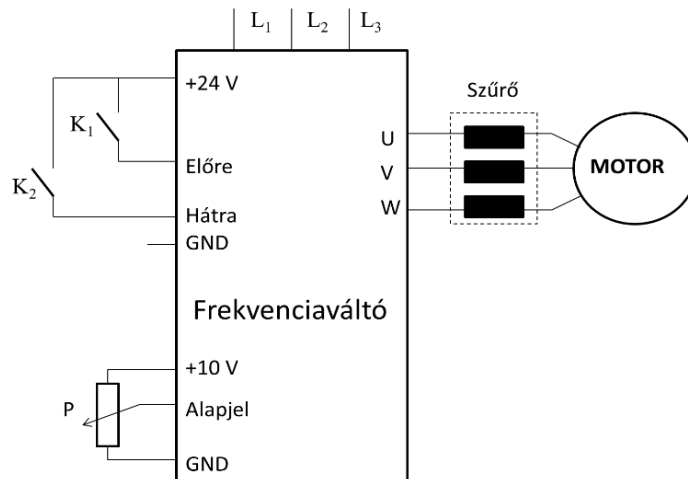 L₁ L₂ L₃
+24 V
Szűrő
K₁
U
Előre
V
MOTOR
K₂
W
Hátra
GND
Frekvenciaváltó
+10 V
P
Alapjel
GND